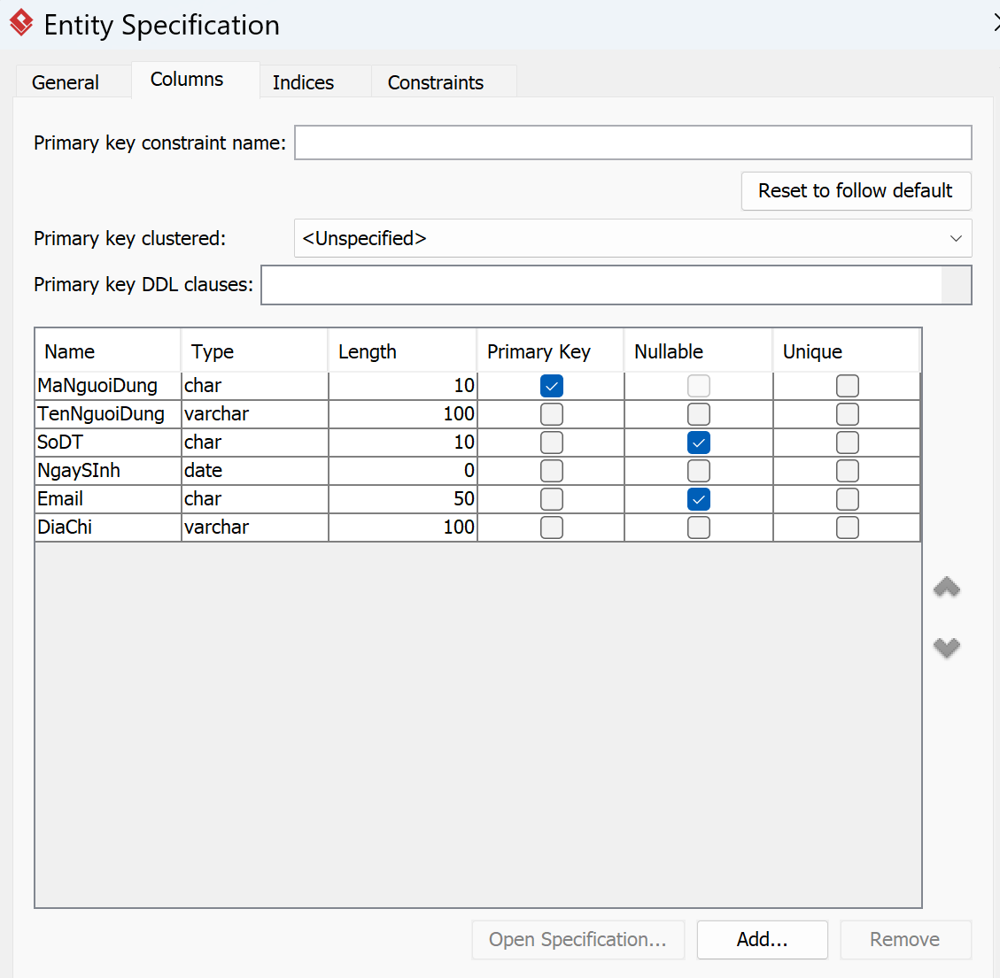 Entity Specification
General Columns Indices Constraints
Primary key constraint name:
Reset to follow default
Primary key clustered: <Unspecified>
Primary key DDL clauses:
Name Type Length Primary Key Nullable Unique
MaNguoiDung char 10
TenNguoiDung varchar 100
SoDT char 10
NgaySInh date 0
Email char 50
DiaChi varchar 100
Open Specification... Add... Remove